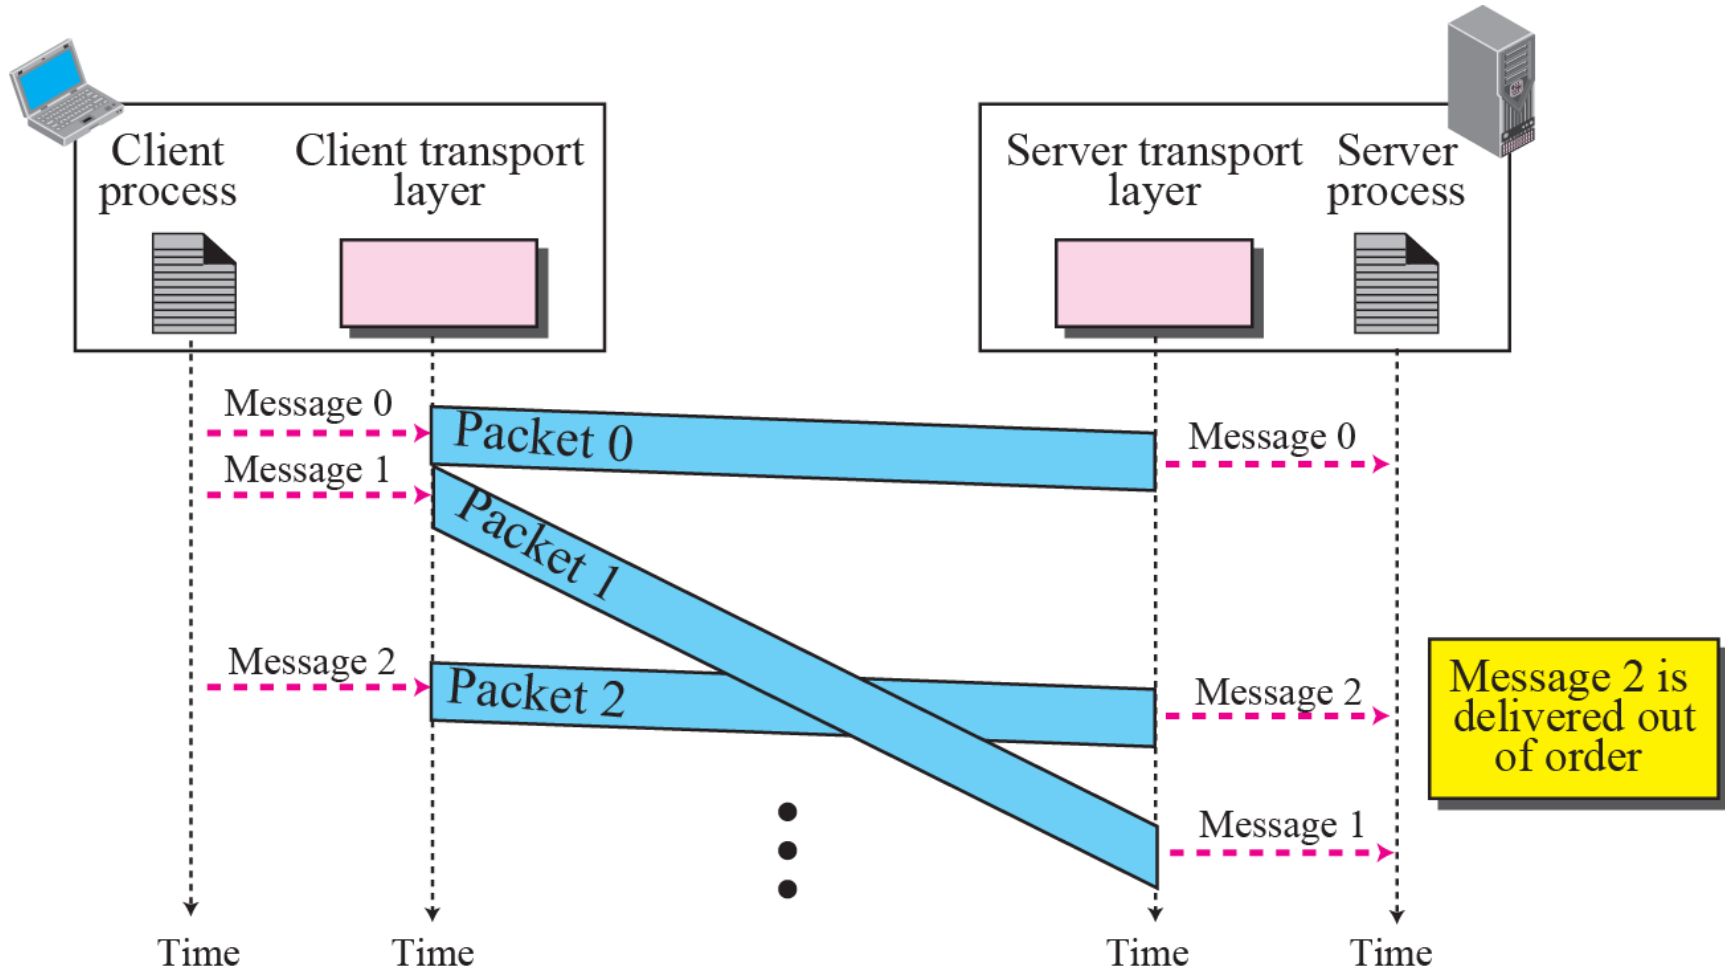 Client
process
Client transport
layer
Server transport
layer
Server
process
Message 0
Packet 0
Message 0
Message 1
Packet 1
Message 2
Packet 2
Message 2
Message 2 is
delivered out
of order
Message 1
Time
Time
Time
Time